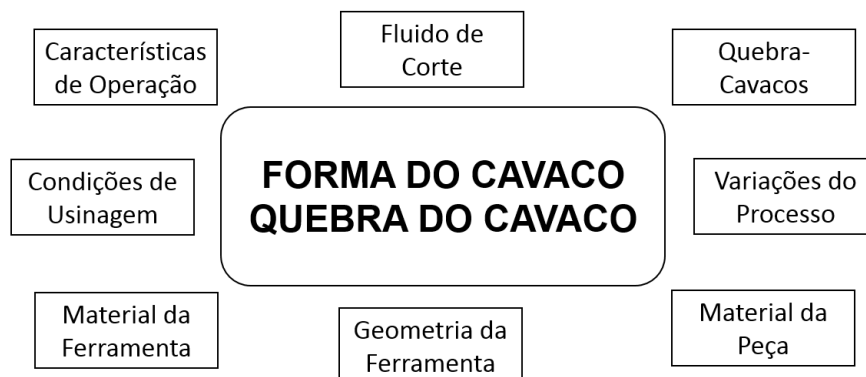 Características
de Operação
Fluido de
Corte
Quebra-
Cavacos
Condições de
Usinagem
FORMA DO CAVACO
QUEBRA DO CAVACO
Variações do
Processo
Material da
Ferramenta
Geometria da
Ferramenta
Material da
Peça